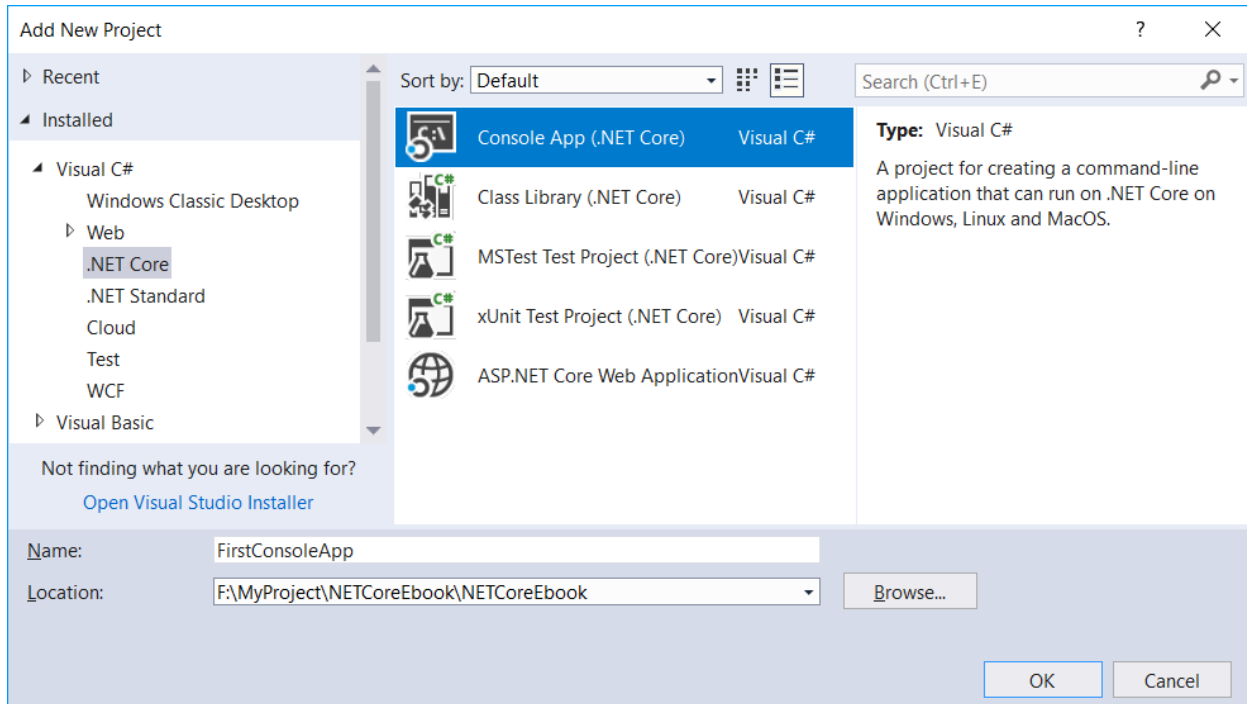 Add New Project
?
Recent
Installed
Visual C#
Windows Classic Desktop
Web
.NET Core
.NET Standard
Cloud
Test
WCF
Visual Basic
Not finding what you are looking for?
Open Visual Studio Installer
Sort by: Default
Console App (.NET Core) Visual C#
Class Library (.NET Core) Visual C#
MSTest Test Project (.NET Core)Visual C#
xUnit Test Project (.NET Core) Visual C#
ASP.NET Core Web ApplicationVisual C#
Search (Ctrl+E)
Type: Visual C#
A project for creating a command-line
application that can run on .NET Core on
Windows, Linux and MacOS.
Name: FirstConsoleApp
Location: F:\MyProject\NETCoreEbook\NETCoreEbook
Browse...
OK Cancel